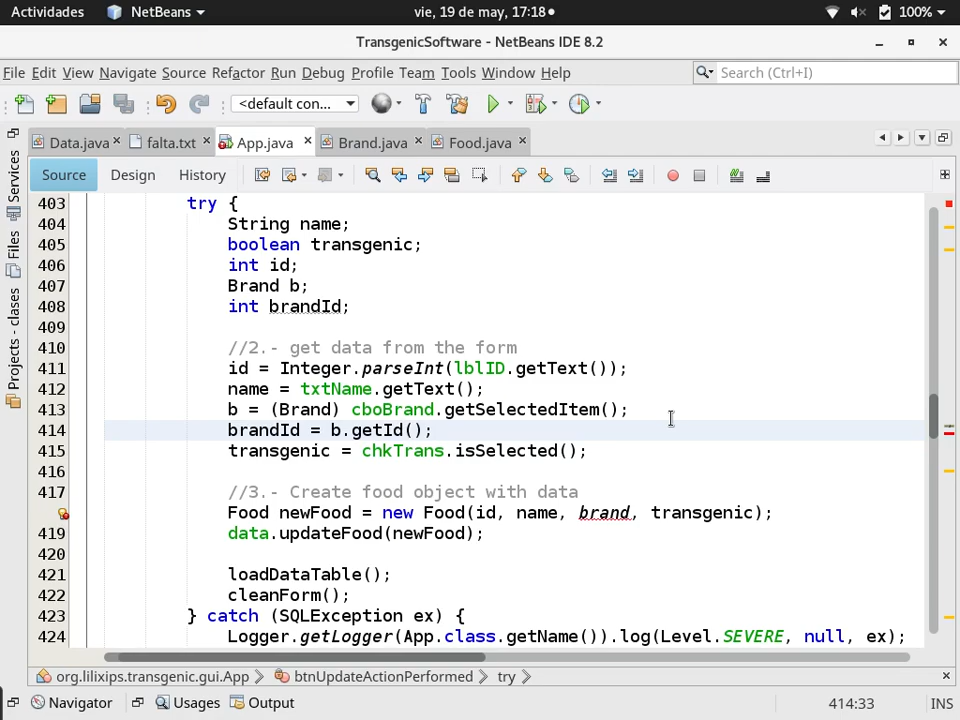 Actividades NetBeans vie, 19 de may, 17:18 100%
TransgenicSoftware - NetBeans IDE 8.2
File Edit View Navigate Source Refactor Run Debug Profile Team Tools Window Help Search (Ctrl+I)
<default con...
Data.java falta.txt App.java Brand.java Food.java
Source Design History
Services
Files
Projects - clases
403 try {
404 String name;
405 boolean transgenic;
406 int id;
407 Brand b;
408 int brandId;
409
410 //2.- get data from the form
411 id = Integer.parseInt(lblID.getText());
412 name = txtName.getText();
413 b = (Brand) cboBrand.getSelectedItem();
414 brandId = b.getId();
415 transgenic = chkTrans.isSelected();
416
417 //3.- Create food object with data
Food newFood = new Food(id, name, brand, transgenic);
419 data.updateFood(newFood);
420
421 loadDataTable();
422 cleanForm();
423 } catch (SQLException ex) {
424 Logger.getLogger(App.class.getName()).log(Level.SEVERE, null, ex);
org.lilixips.transgenic.gui.App btnUpdateActionPerformed try
Navigator Usages Output 414:33 INS